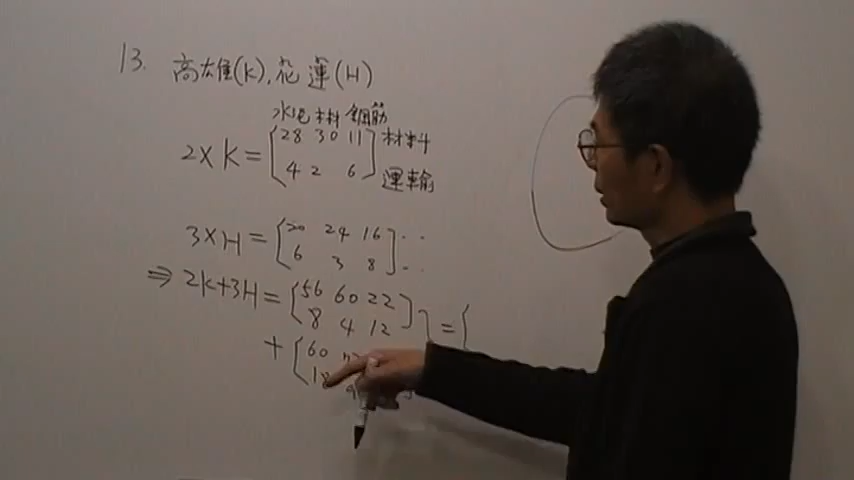 13. 高雄(K), 花蓮(H)
水泥 木材 鋼筋
2× K = [ 28 30 11 ] 材料
4 2 6 運輸
3×H = [ 20 24 16 ] ..
6 3 8 ..
⇒ 2K+3H = [ 56 60 22 ]
8 4 12 ] = [
+ [ 60
18